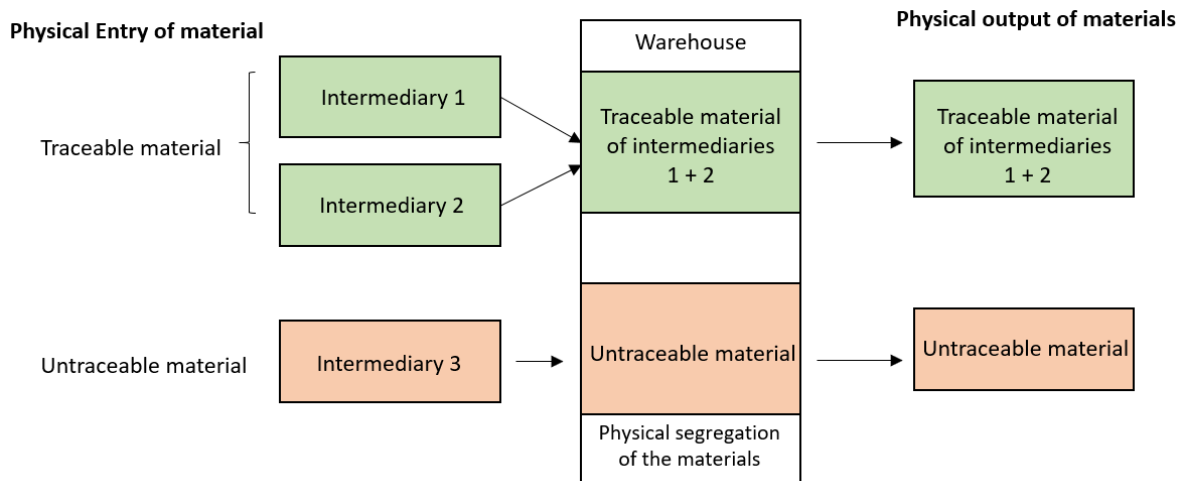 Physical Entry of material
Physical output of materials
Warehouse
Intermediary 1
Traceable material
of intermediaries
1 + 2
Traceable material
of intermediaries
1 + 2
Traceable material
Intermediary 2
Untraceable material
Intermediary 3
Untraceable material
Untraceable material
Physical segregation
of the materials